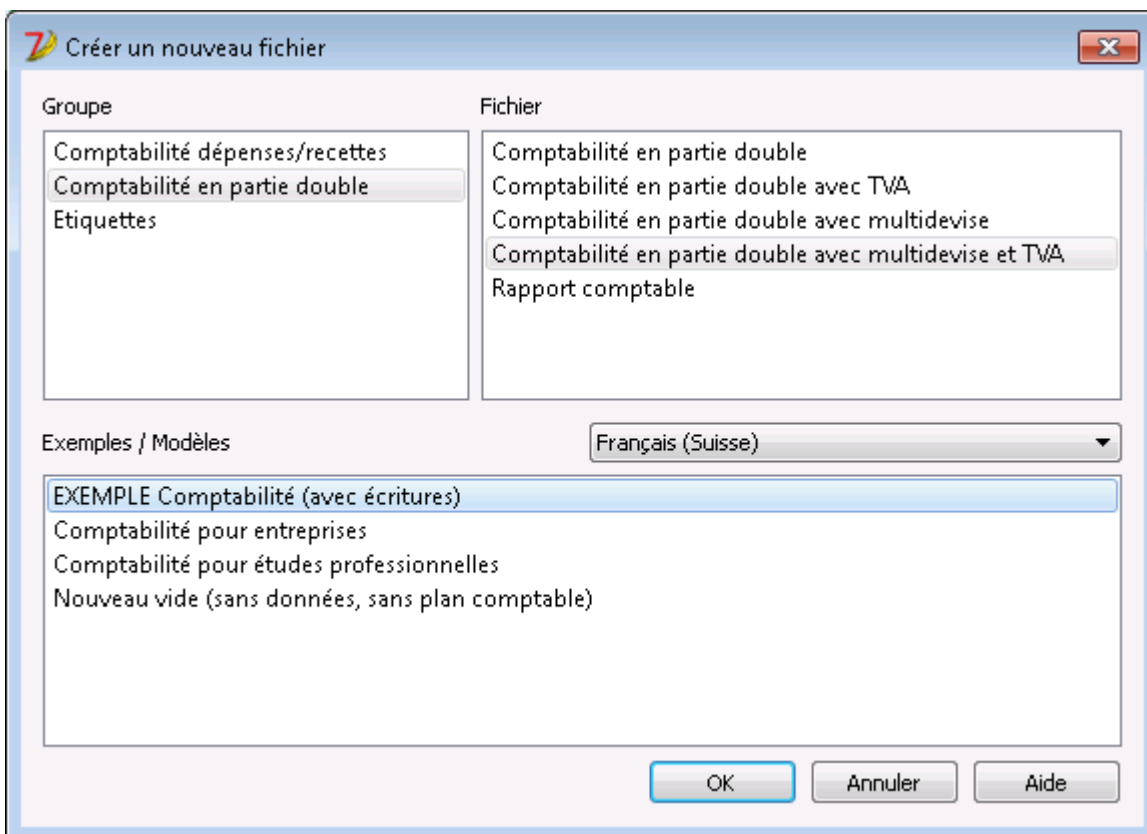 Créer un nouveau fichier
Groupe
Comptabilité dépenses/recettes
Comptabilité en partie double
Etiquettes
Fichier
Comptabilité en partie double
Comptabilité en partie double avec TVA
Comptabilité en partie double avec multidevise
Comptabilité en partie double avec multidevise et TVA
Rapport comptable
Exemples / Modèles
Français (Suisse)
EXEMPLE Comptabilité (avec écritures)
Comptabilité pour entreprises
Comptabilité pour études professionnelles
Nouveau vide (sans données, sans plan comptable)
OK
Annuler
Aide